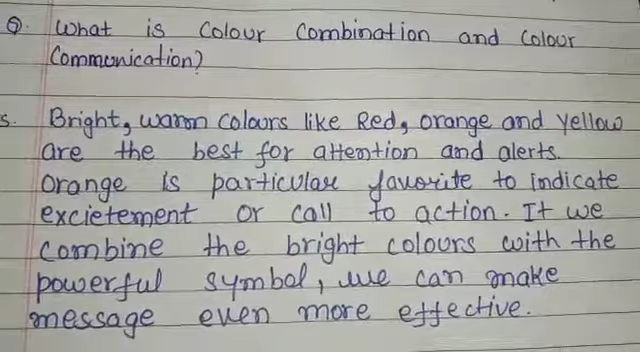 Q. What is Colour Combination and Colour
Communication?
s. Bright, warm Colours like Red, orange and Yellow
are the best for attention and alerts.
Orange is particular favorite to indicate
excietement or call to action. It we
combine the bright colours with the
powerful symbol, we can make
message even more effective.